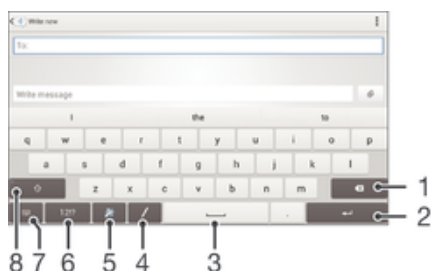 Write new
To:
Write message
I the to
q w e r t y u i o p
a s d f g h j k l
z x c v b n m 1
12!? . 2
8 7 6 5 4 3